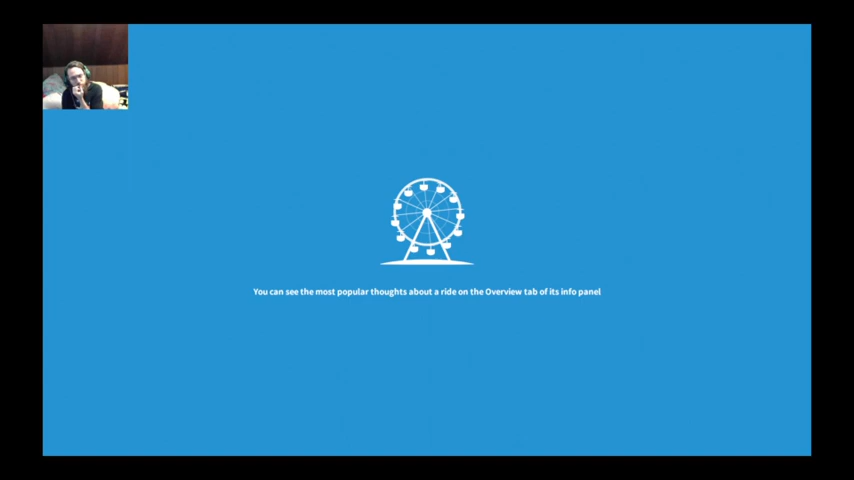 You can see the most popular thoughts about a ride on the Overview tab of its info panel